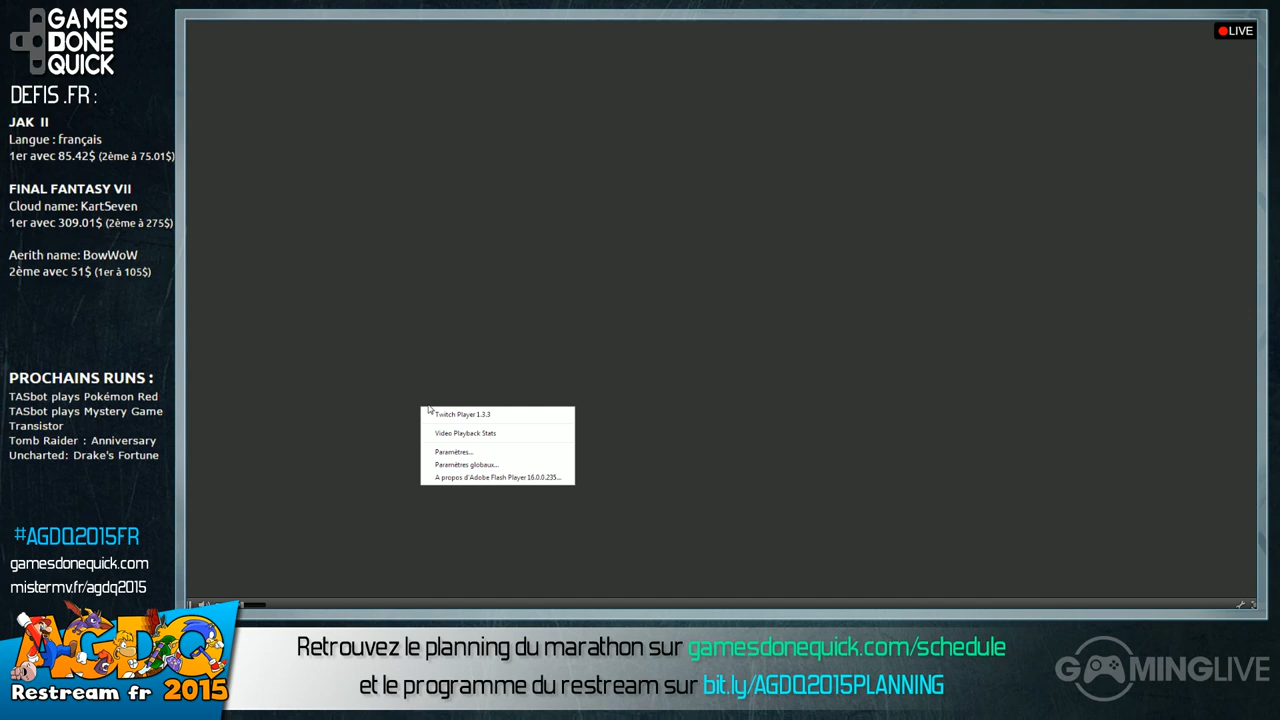 GAMES
DONE
QUICK
DEFIS .FR :
JAK II
Langue : français
1er avec 85.42$ (2ème à 75.01$)
FINAL FANTASY VII
Cloud name: KartSeven
1er avec 309.01$ (2ème à 275$)
Aerith name: BowWoW
2ème avec 51$ (1er à 105$)
PROCHAINS RUNS :
TASbot plays Pokémon Red
TASbot plays Mystery Game
Transistor
Tomb Raider : Anniversary
Uncharted: Drake's Fortune
#AGDQ2015FR
gamesdonequick.com
mistermv.fr/agdq2015
AGDQ
Restream fr 2015
LIVE
Twitch Player 1.3.3
Video Playback Stats
Paramètres...
Paramètres globaux...
A propos d'Adobe Flash Player 16.0.0.235...
Retrouvez le planning du marathon sur gamesdonequick.com/schedule
et le programme du restream sur bit.ly/AGDQ2015PLANNING
GAMINGLIVE